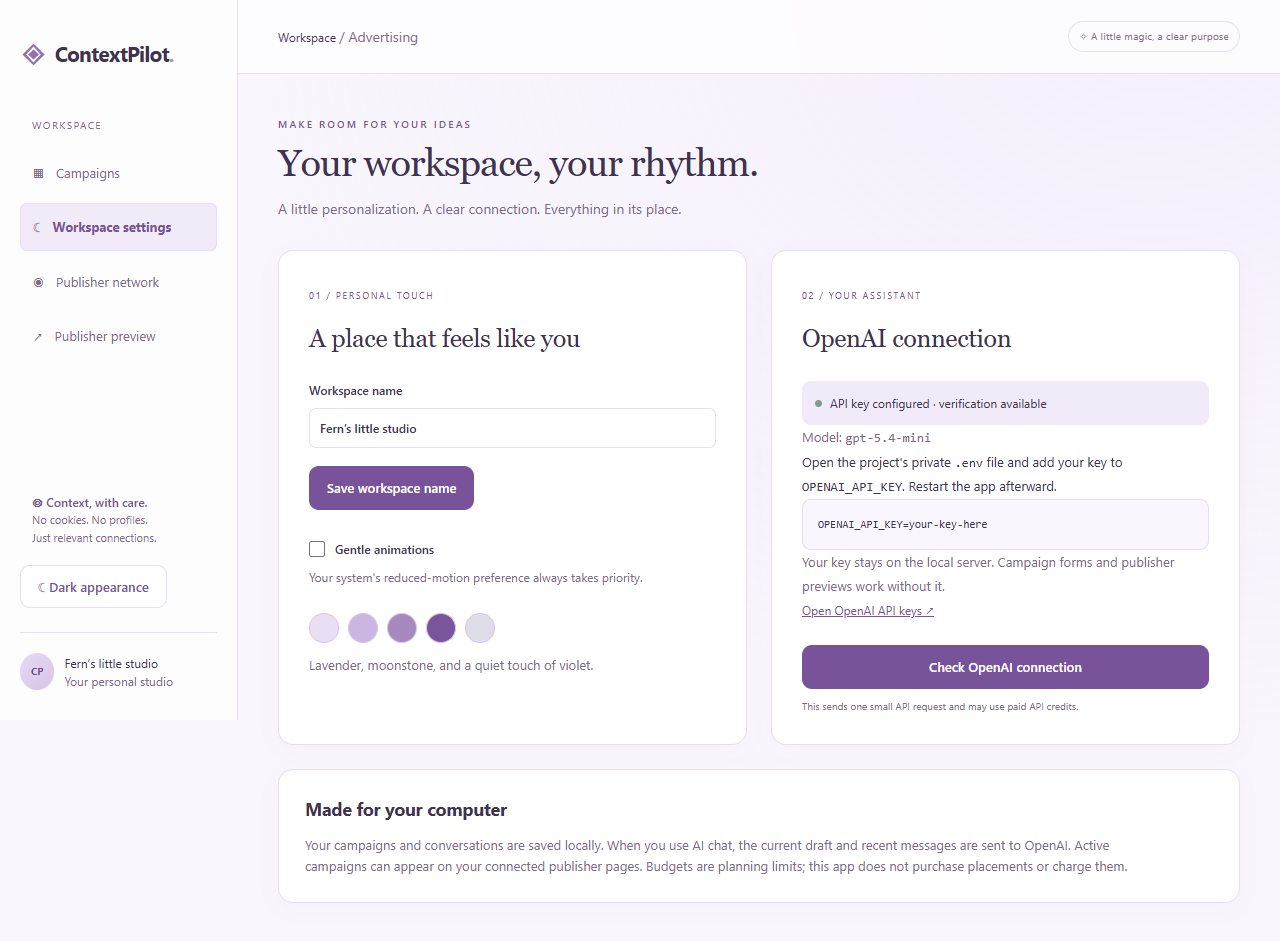 ContextPilot.
WORKSPACE
Campaigns
Workspace settings
Publisher network
Publisher preview
Context, with care.
No cookies. No profiles.
Just relevant connections.
Dark appearance
CP
Fern's little studio
Your personal studio
Workspace / Advertising
✧ A little magic, a clear purpose
MAKE ROOM FOR YOUR IDEAS
Your workspace, your rhythm.
A little personalization. A clear connection. Everything in its place.
01 / PERSONAL TOUCH
A place that feels like you
Workspace name
Fern's little studio
Save workspace name
Gentle animations
Your system's reduced-motion preference always takes priority.
Lavender, moonstone, and a quiet touch of violet.
02 / YOUR ASSISTANT
OpenAI connection
API key configured · verification available
Model: gpt-5.4-mini
Open the project's private .env file and add your key to
OPENAI_API_KEY. Restart the app afterward.
OPENAI_API_KEY=your-key-here
Your key stays on the local server. Campaign forms and publisher
previews work without it.
Open OpenAI API keys ↗
Check OpenAI connection
This sends one small API request and may use paid API credits.
Made for your computer
Your campaigns and conversations are saved locally. When you use AI chat, the current draft and recent messages are sent to OpenAI. Active
campaigns can appear on your connected publisher pages. Budgets are planning limits; this app does not purchase placements or charge them.